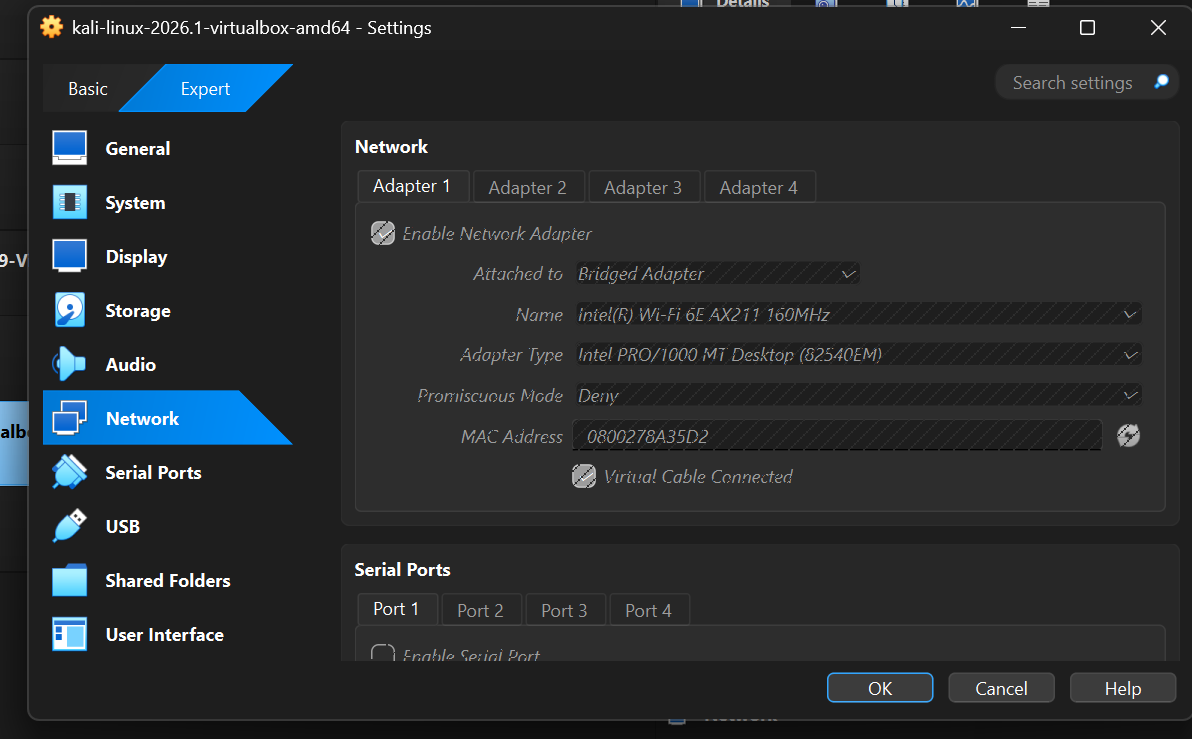 Details
kali-linux-2026.1-virtualbox-amd64 - Settings
Basic
Expert
Search settings
General
System
Display
Storage
Audio
Network
Serial Ports
USB
Shared Folders
User Interface
Network
Adapter 1
Adapter 2
Adapter 3
Adapter 4
Enable Network Adapter
Attached to Bridged Adapter
Name Intel(R) Wi-Fi 6E AX211 160MHz
Adapter Type Intel PRO/1000 MT Desktop (82540EM)
Promiscuous Mode Deny
MAC Address 0800278A35D2
Virtual Cable Connected
Serial Ports
Port 1
Port 2
Port 3
Port 4
Enable Serial Port
OK
Cancel
Help
9-V
albo
Network